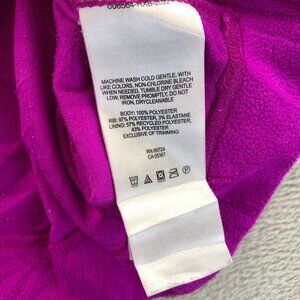 MACHINE WASH COLD GENTLE. WITH
LIKE COLORS, NON-CHLORINE BLEACH
WHEN NEEDED, TUMBLE DRY GENTLE
LOW, REMOVE PROMPTLY, DO NOT
IRON, DRYCLEANABLE
BODY: 100% POLYESTER
RIB: 97% POLYESTER, 3% ELASTANE
LINING: 57% RECYCLED POLYESTER,
43% POLYESTER
EXCLUSIVE OF TRIMMING
RN 69724
CA 05367